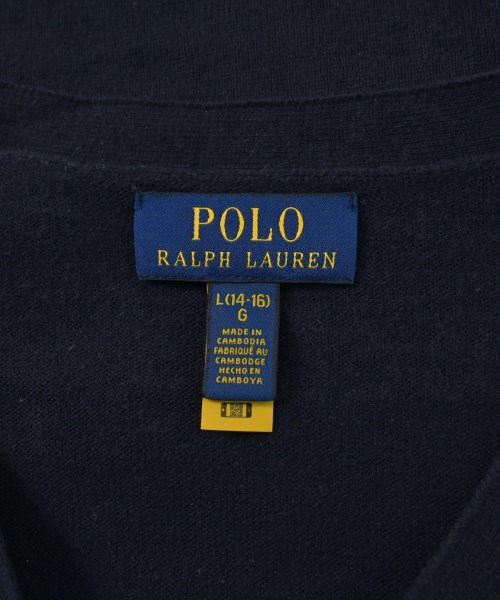 POLO
RALPH LAUREN
L(14-16)
G
MADE IN
CAMBODIA
FABRIQUÉ AU
CAMBODGE
HECHO EN
CAMBOYA